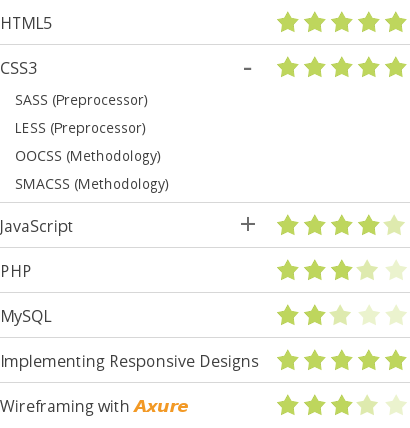 HTML5
CSS3 -
SASS (Preprocessor)
LESS (Preprocessor)
OOCSS (Methodology)
SMACSS (Methodology)
JavaScript +
PHP
MySQL
Implementing Responsive Designs
Wireframing with Axure